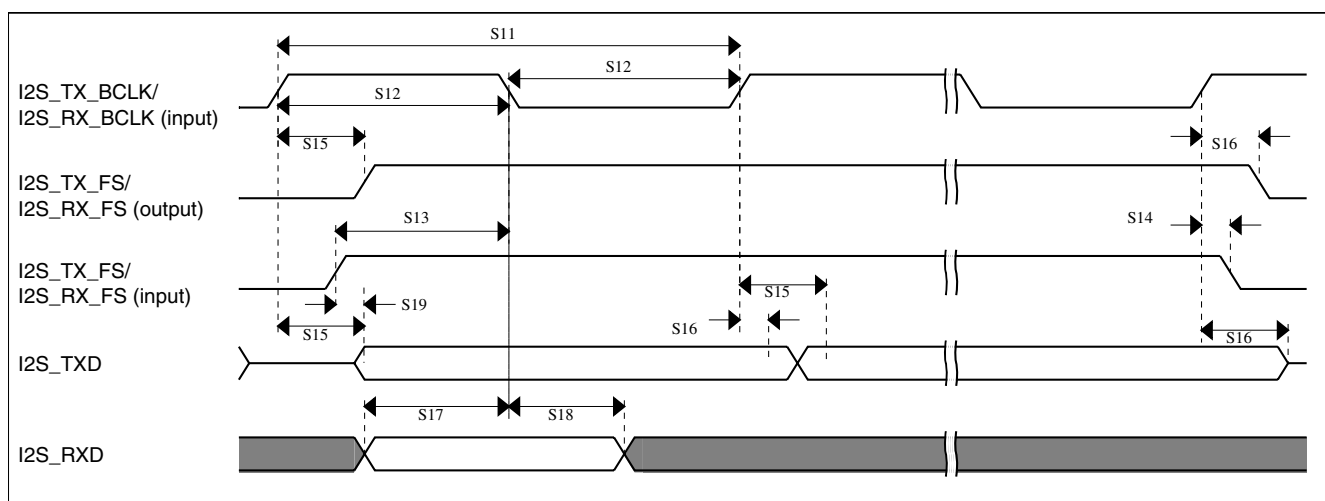 S11
I2S_TX_BCLK/
I2S_RX_BCLK (input)
S12
S12
S15
S16
I2S_TX_FS/
I2S_RX_FS (output)
S13
S14
I2S_TX_FS/
I2S_RX_FS (input)
S19
S15
S15
S16
S16
I2S_TXD
S17
S18
I2S_RXD